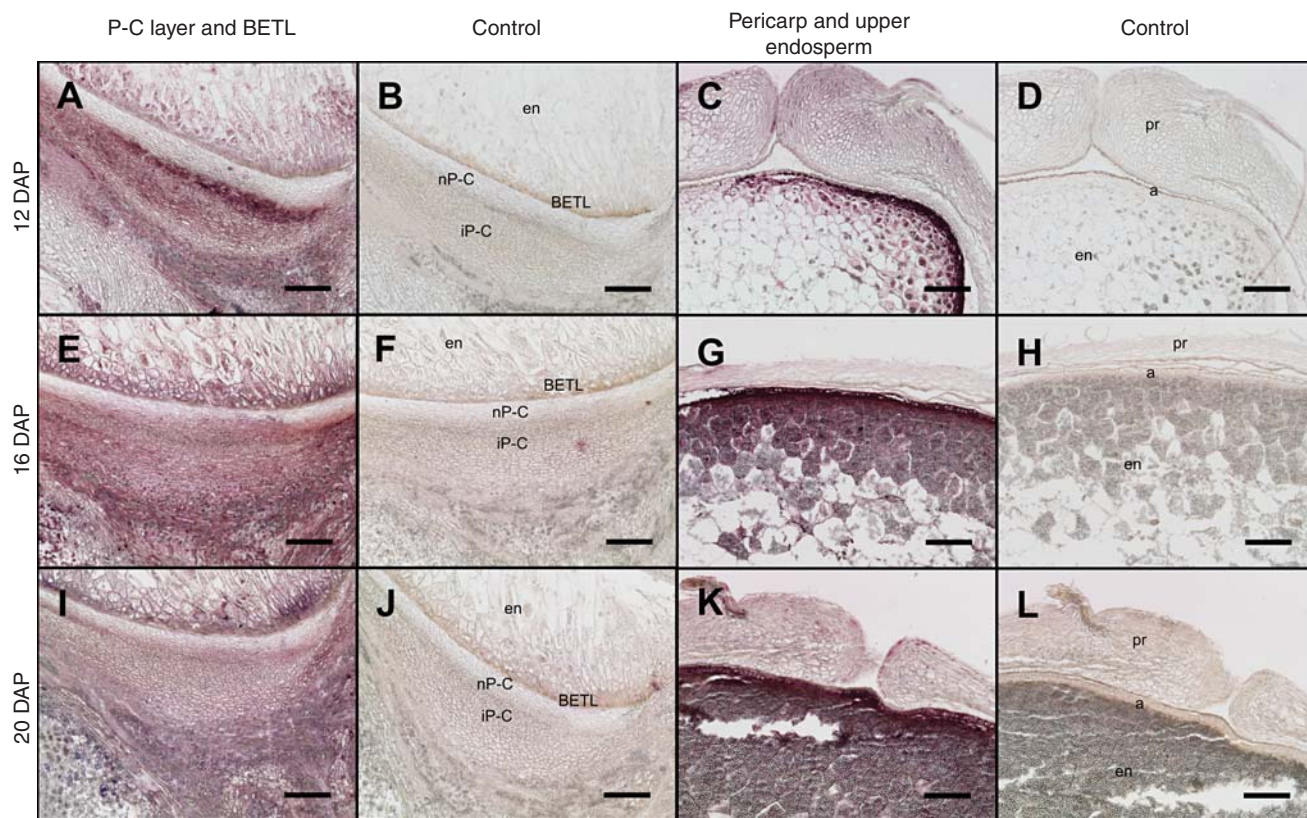 P-C layer and BETL
Control
Pericarp and upper
endosperm
Control
12 DAP
A
B
en
nP-C
BETL
iP-C
C
D
pr
a
en
16 DAP
E
F
en
BETL
nP-C
iP-C
G
H
pr
a
en
20 DAP
I
J
en
nP-C
BETL
iP-C
K
L
pr
a
en